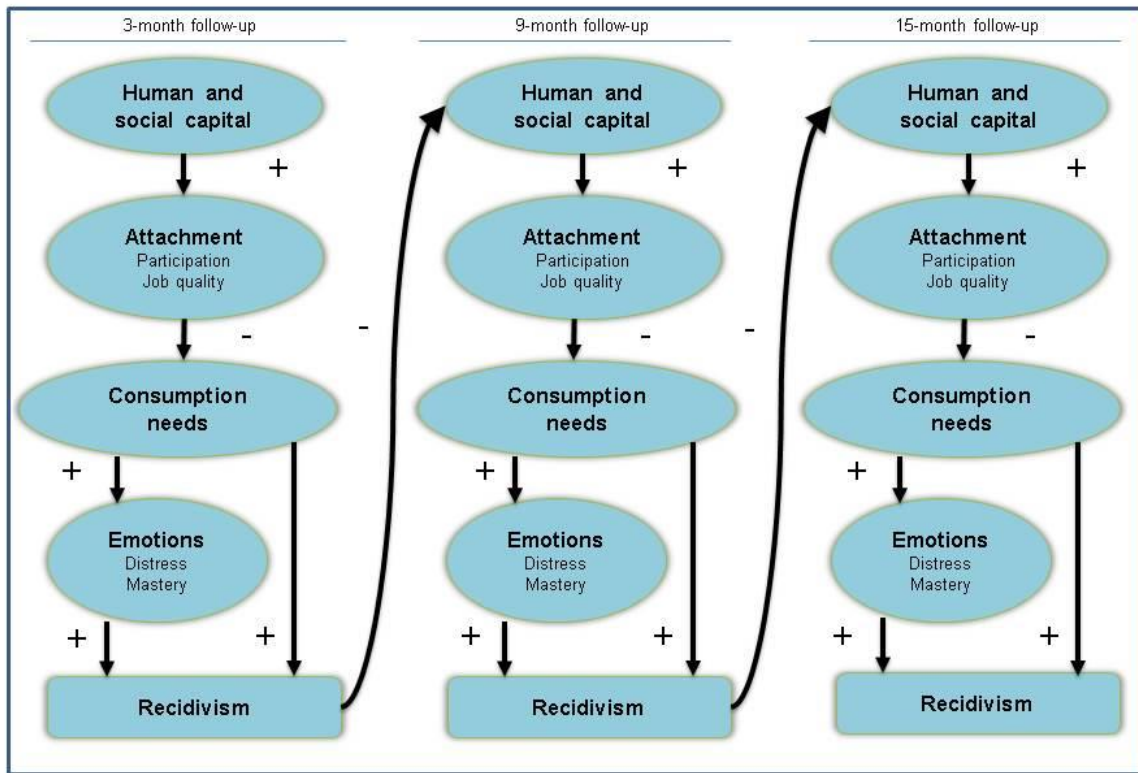 3-month follow-up
Human and
social capital
+
Attachment
Participation
Job quality
-
Consumption
needs
+
Emotions
Distress
Mastery
+
+
Recidivism
-
9-month follow-up
Human and
social capital
+
Attachment
Participation
Job quality
-
Consumption
needs
+
Emotions
Distress
Mastery
+
+
Recidivism
-
15-month follow-up
Human and
social capital
+
Attachment
Participation
Job quality
-
Consumption
needs
+
Emotions
Distress
Mastery
+
+
Recidivism